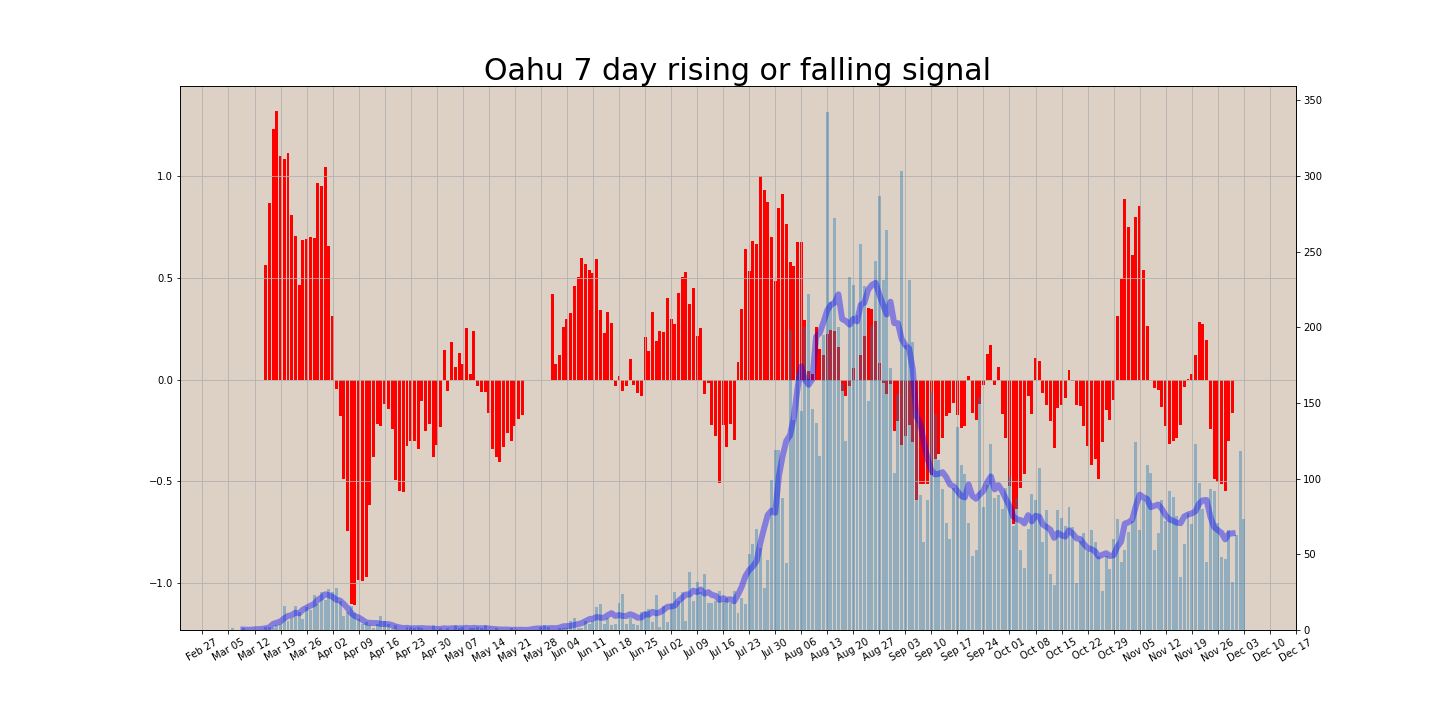 Oahu 7 day rising or falling signal
1.0
0.5
0.0
−0.5
−1.0
350
300
250
200
150
100
50
0
Feb 27
Mar 05
Mar 12
Mar 19
Mar 26
Apr 02
Apr 09
Apr 16
Apr 23
Apr 30
May 07
May 14
May 21
May 28
Jun 04
Jun 11
Jun 18
Jun 25
Jul 02
Jul 09
Jul 16
Jul 23
Jul 30
Aug 06
Aug 13
Aug 20
Aug 27
Sep 03
Sep 10
Sep 17
Sep 24
Oct 01
Oct 08
Oct 15
Oct 22
Oct 29
Nov 05
Nov 12
Nov 19
Nov 26
Dec 03
Dec 10
Dec 17